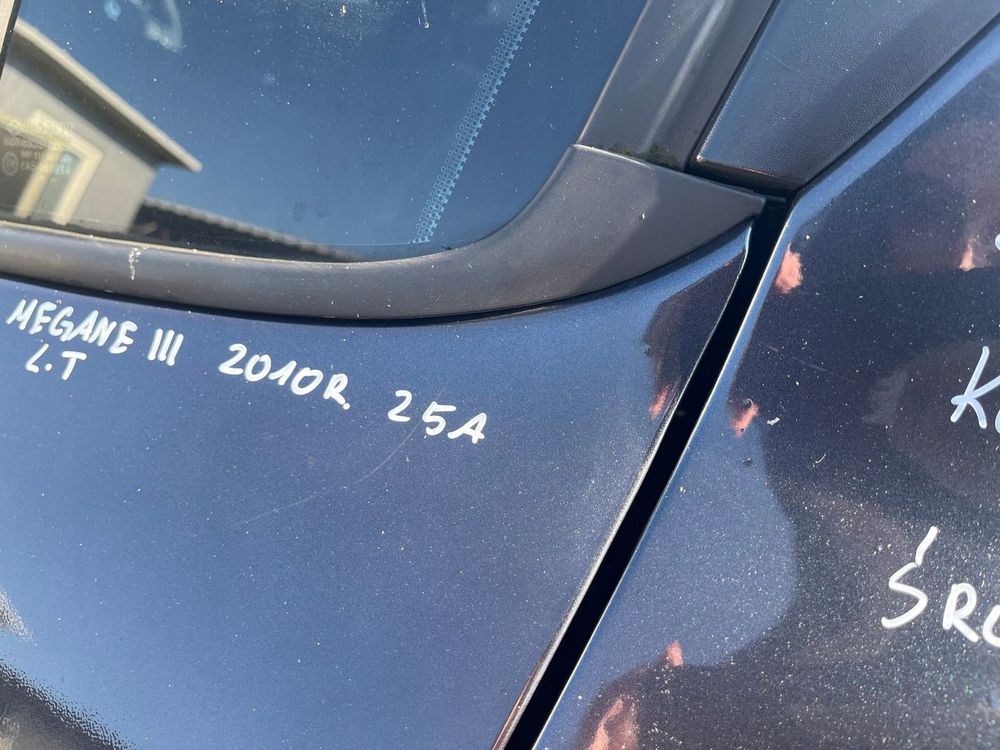 MEGANE III 2010R. 25A
L.T
K
ŚRO